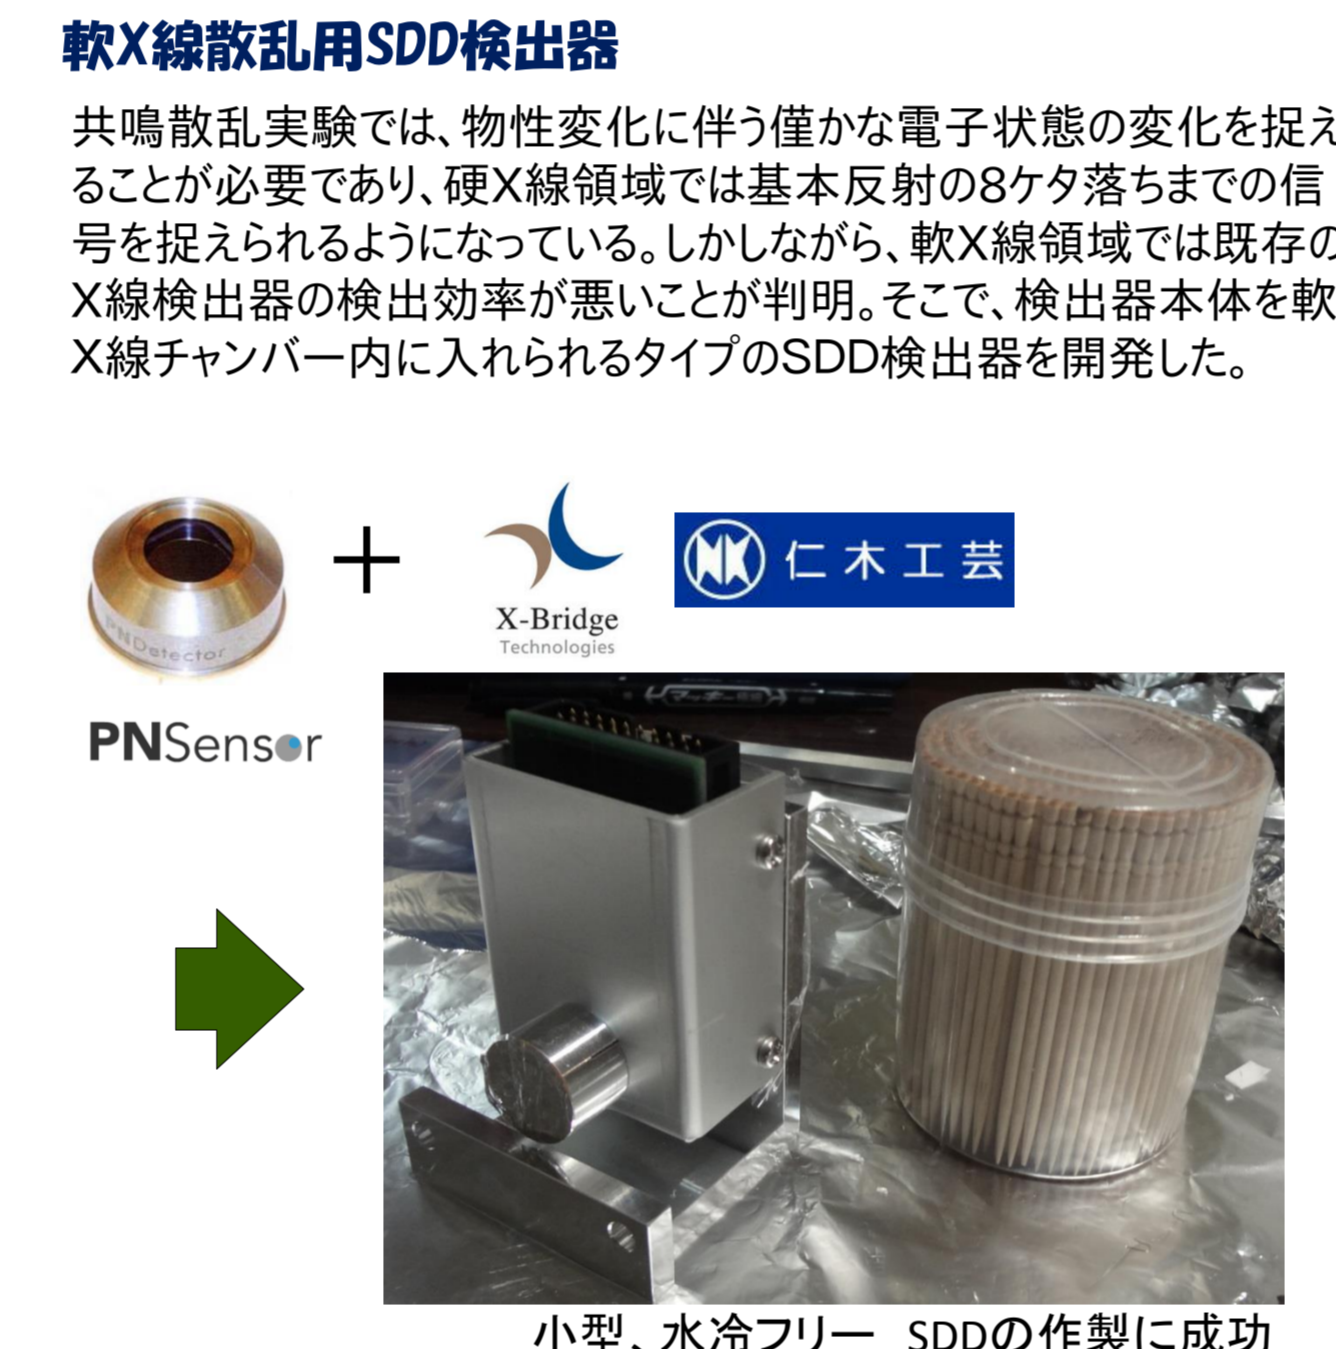 軟X線散乱用SDD検出器
共鳴散乱実験では、物性変化に伴う僅かな電子状態の変化を捉え
ることが必要であり、硬X線領域では基本反射の8ケタ落ちまでの信
号を捉えられるようになっている。しかしながら、軟X線領域では既存の
X線検出器の検出効率が悪いことが判明。そこで、検出器本体を軟
X線チャンバー内に入れられるタイプのSDD検出器を開発した。
PNDetector
+
X-Bridge
Technologies
NK 仁木工芸
PNSensor
マッキー
小型、水冷フリー SDDの作製に成功